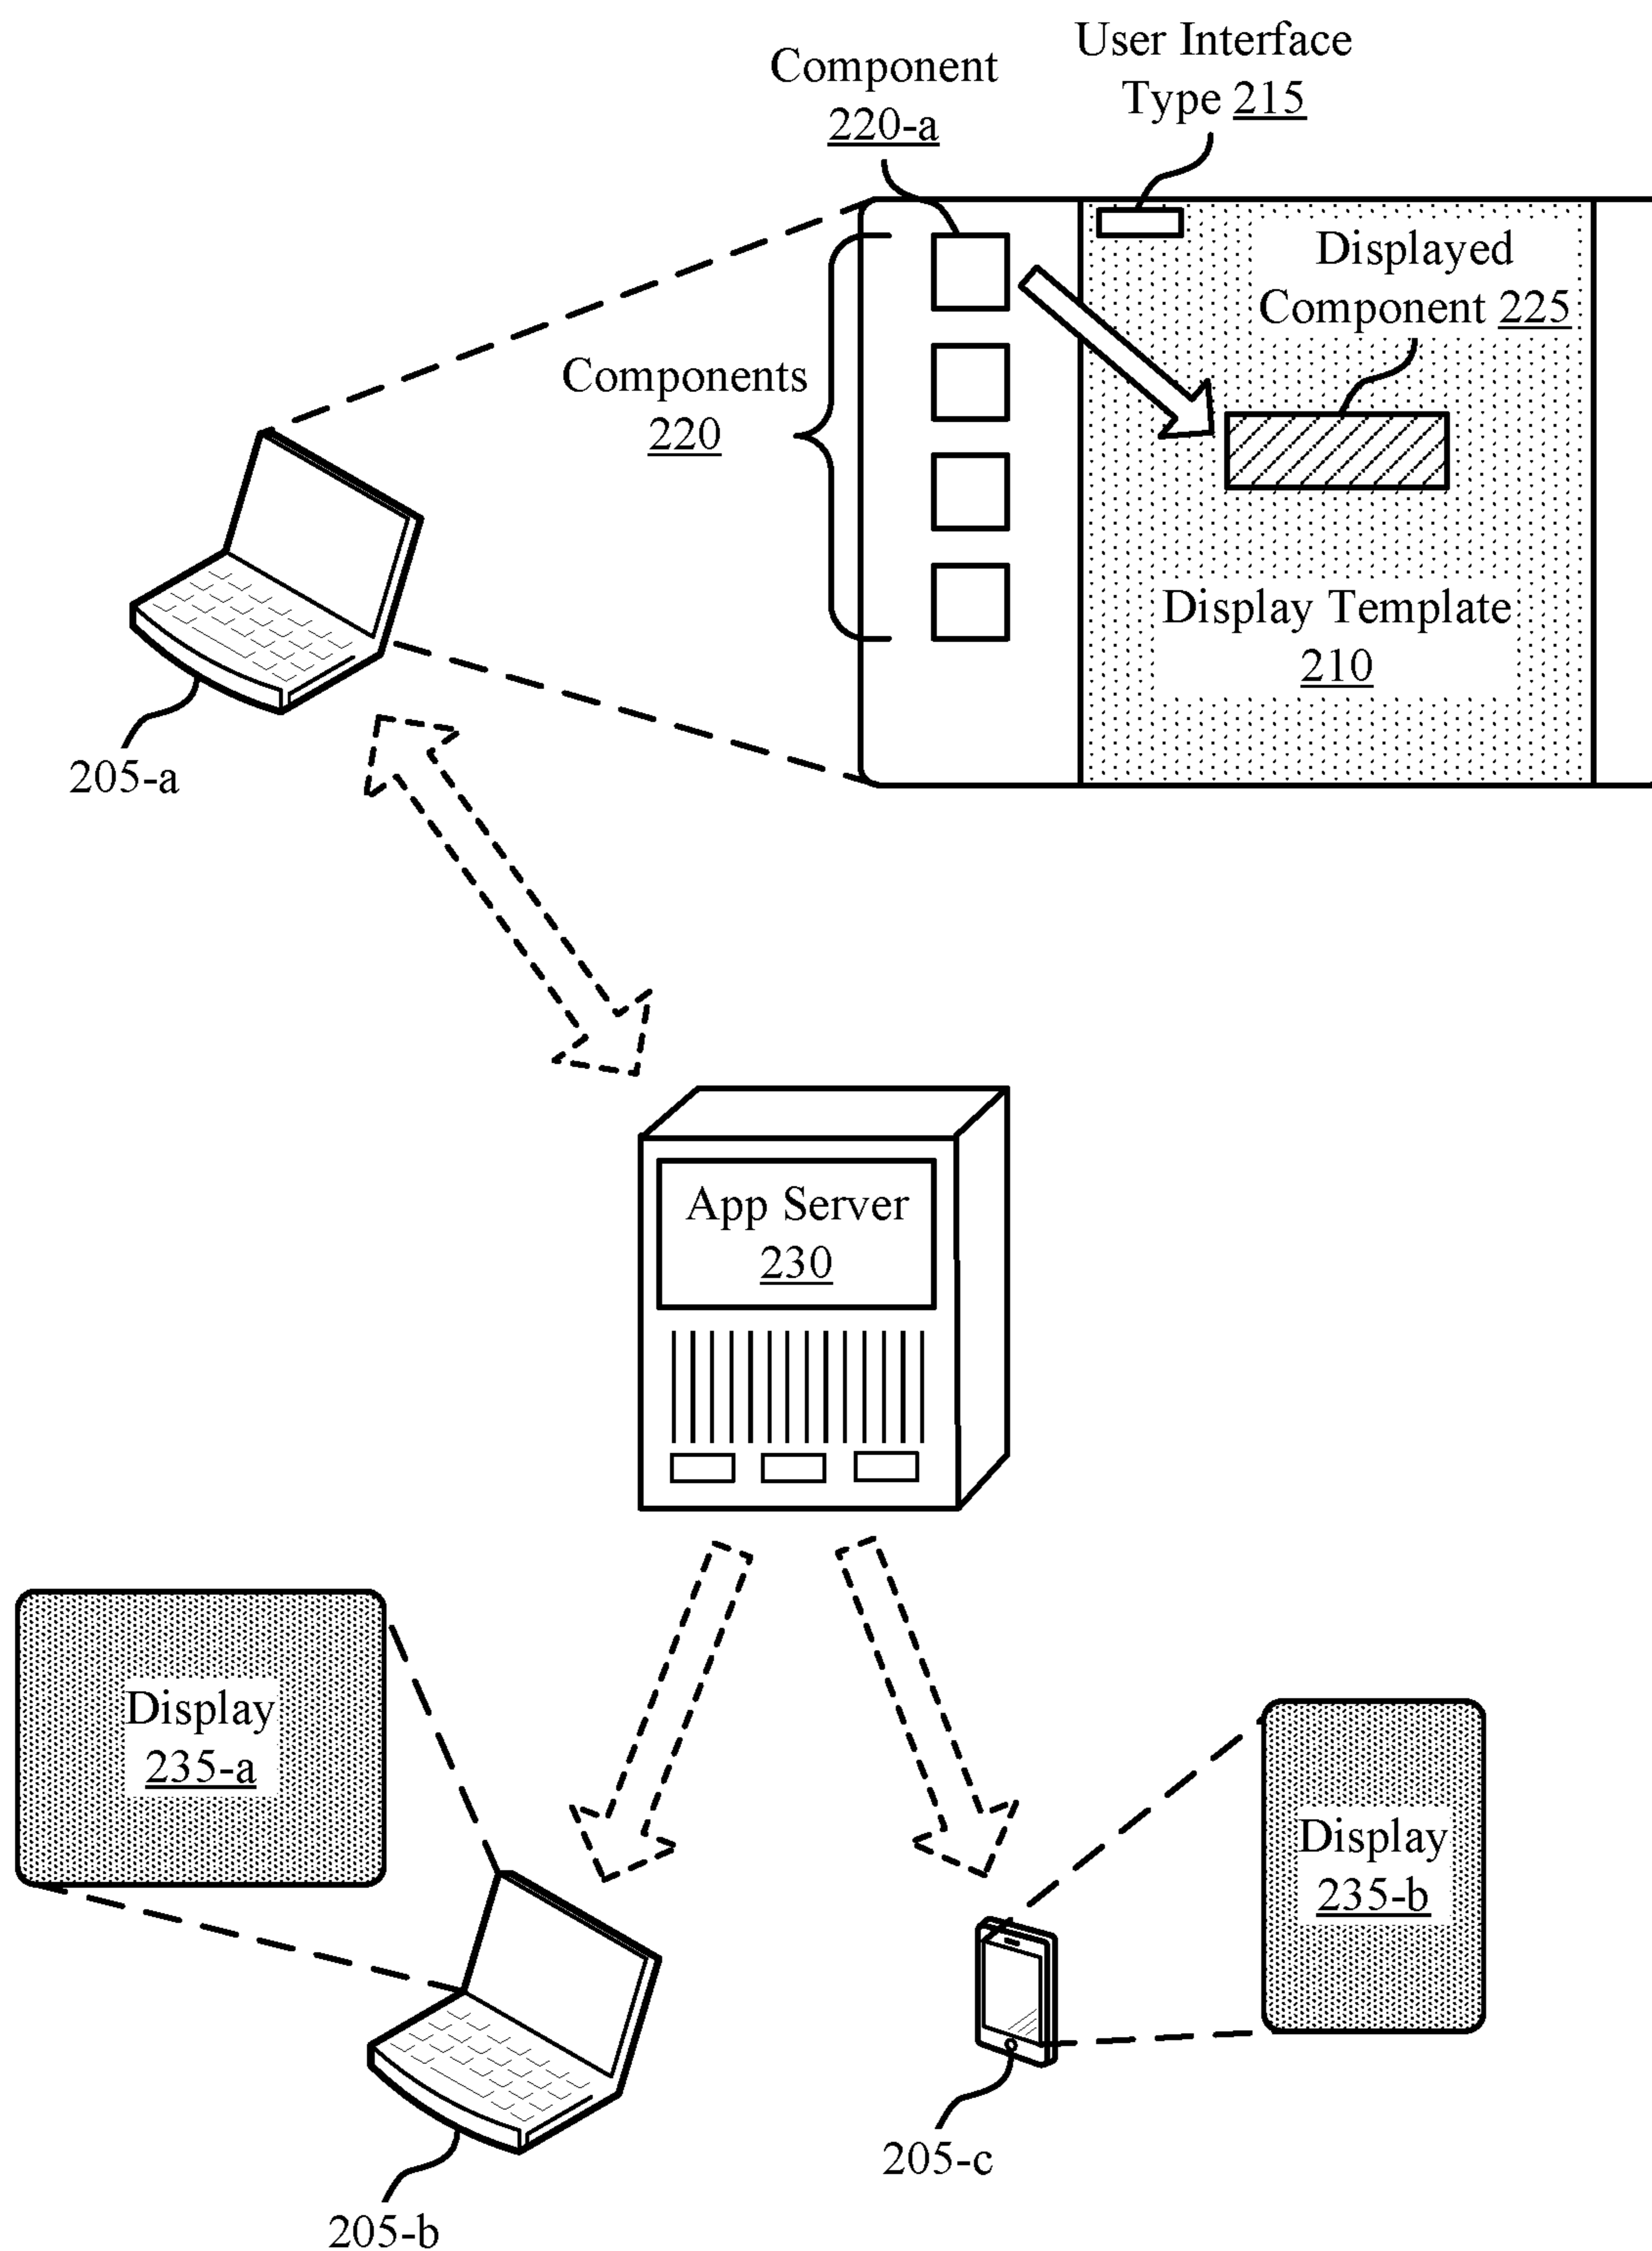 User Interface
Type 215
Component
220-a
Displayed
Component 225
Components
220
Display Template
210
205-a
App Server
230
Display
235-a
Display
235-b
205-c
205-b